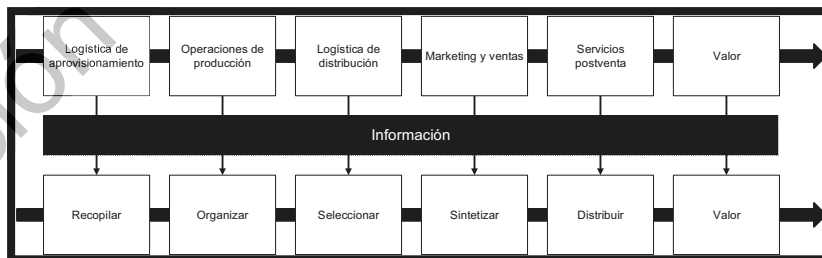 Logística de
aprovisionamiento
Operaciones de
producción
Logística de
distribución
Marketing y ventas
Servicios
postventa
Valor
Información
Recopilar
Organizar
Seleccionar
Sintetizar
Distribuir
Valor